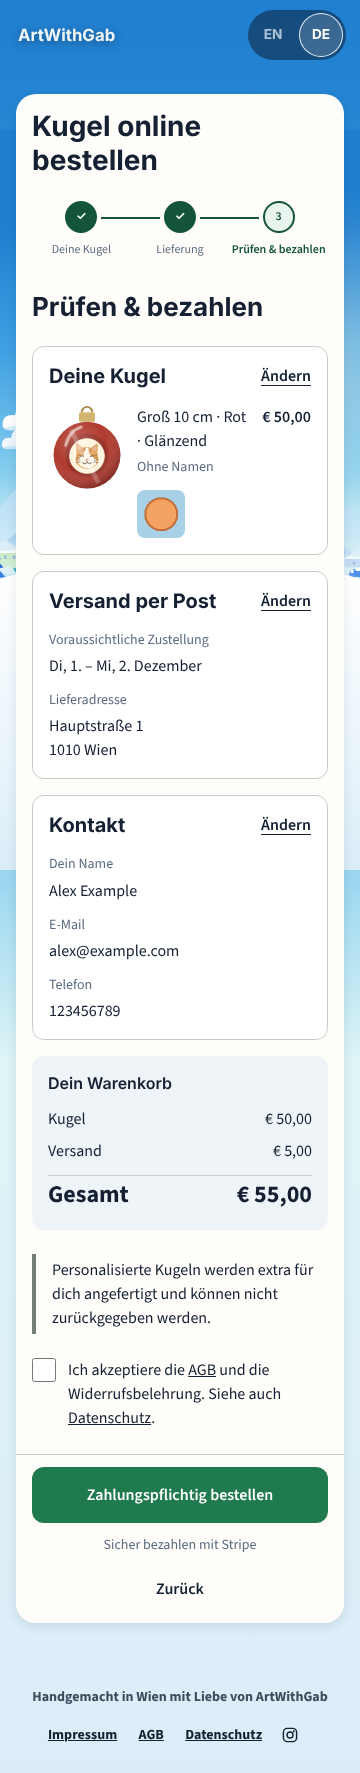 ArtWithGab
EN DE
Kugel online
bestellen
3
Deine Kugel Lieferung Prüfen & bezahlen
Prüfen & bezahlen
Deine Kugel Ändern
Groß 10 cm · Rot € 50,00
· Glänzend
Ohne Namen
Versand per Post Ändern
Voraussichtliche Zustellung
Di, 1. – Mi, 2. Dezember
Lieferadresse
Hauptstraße 1
1010 Wien
Kontakt Ändern
Dein Name
Alex Example
E-Mail
alex@example.com
Telefon
123456789
Dein Warenkorb
Kugel € 50,00
Versand € 5,00
Gesamt € 55,00
Personalisierte Kugeln werden extra für
dich angefertigt und können nicht
zurückgegeben werden.
Ich akzeptiere die AGB und die
Widerrufsbelehrung. Siehe auch
Datenschutz.
Zahlungspflichtig bestellen
Sicher bezahlen mit Stripe
Zurück
Handgemacht in Wien mit Liebe von ArtWithGab
Impressum AGB Datenschutz